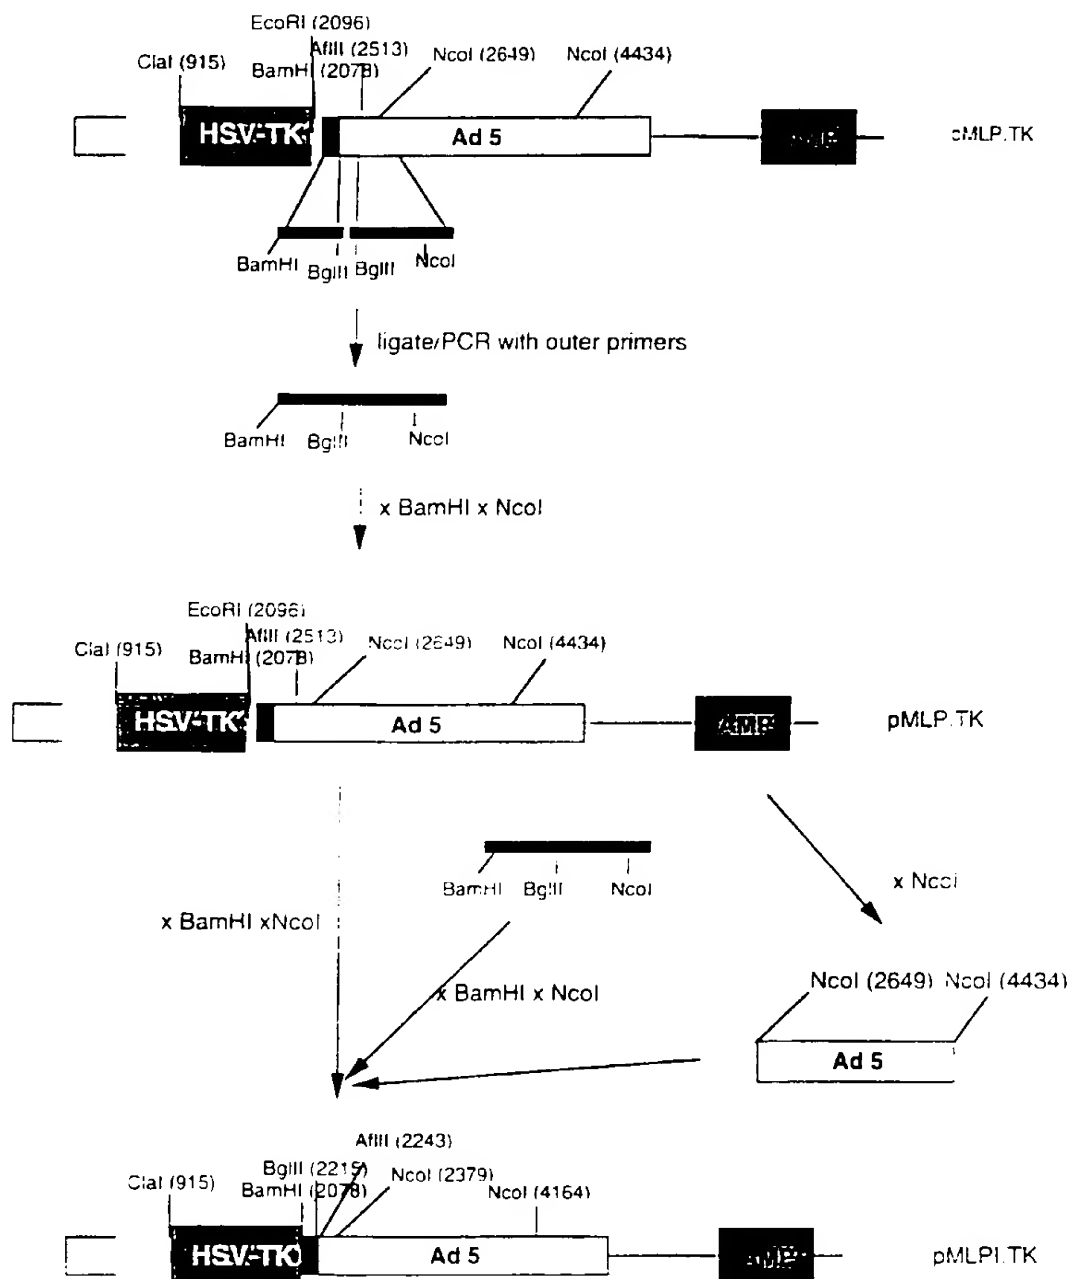 EcoRI (2096)
AflII (2513)
ClaI (915)
BamHI (2078)
NcoI (2649)
NcoI (4434)
HSV-TK
Ad 5
pMLP.TK
BamHI
BglII
BglII
NcoI
ligate/PCR with outer primers
BamHI
BglII
NcoI
x BamHI x NcoI
EcoRI (2096)
AflII (2513)
ClaI (915)
BamHI (2078)
NcoI (2649)
NcoI (4434)
HSV-TK
Ad 5
AMP
pMLP.TK
BamHI
BglII
NcoI
x NcoI
x BamHI xNcoI
x BamHI x NcoI
NcoI (2649)
NcoI (4434)
Ad 5
AflII (2243)
BglII (2215)
NcoI (2379)
ClaI (915)
BamHI (2078)
NcoI (4164)
HSV-TK
Ad 5
AMP
pMLPI.TK